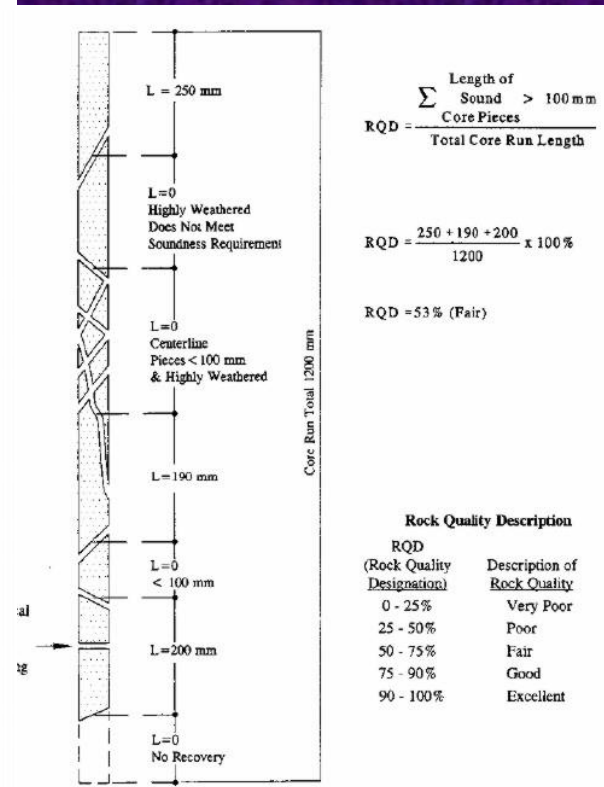 L = 250 mm
L=0
Highly Weathered
Does Not Meet
Soundness Requirement
L=0
Centerline
Pieces < 100 mm
& Highly Weathered
L=190 mm
L=0
< 100 mm
L=200 mm
L=0
No Recovery
al
g
Core Run Total 1200 mm
Length of
∑ Sound > 100 mm
Core Pieces
RQD =
Total Core Run Length
250 + 190 + 200
RQD = x 100%
1200
RQD = 53% (Fair)
Rock Quality Description
RQD
(Rock Quality Description of
Designation) Rock Quality
0 - 25% Very Poor
25 - 50% Poor
50 - 75% Fair
75 - 90% Good
90 - 100% Excellent